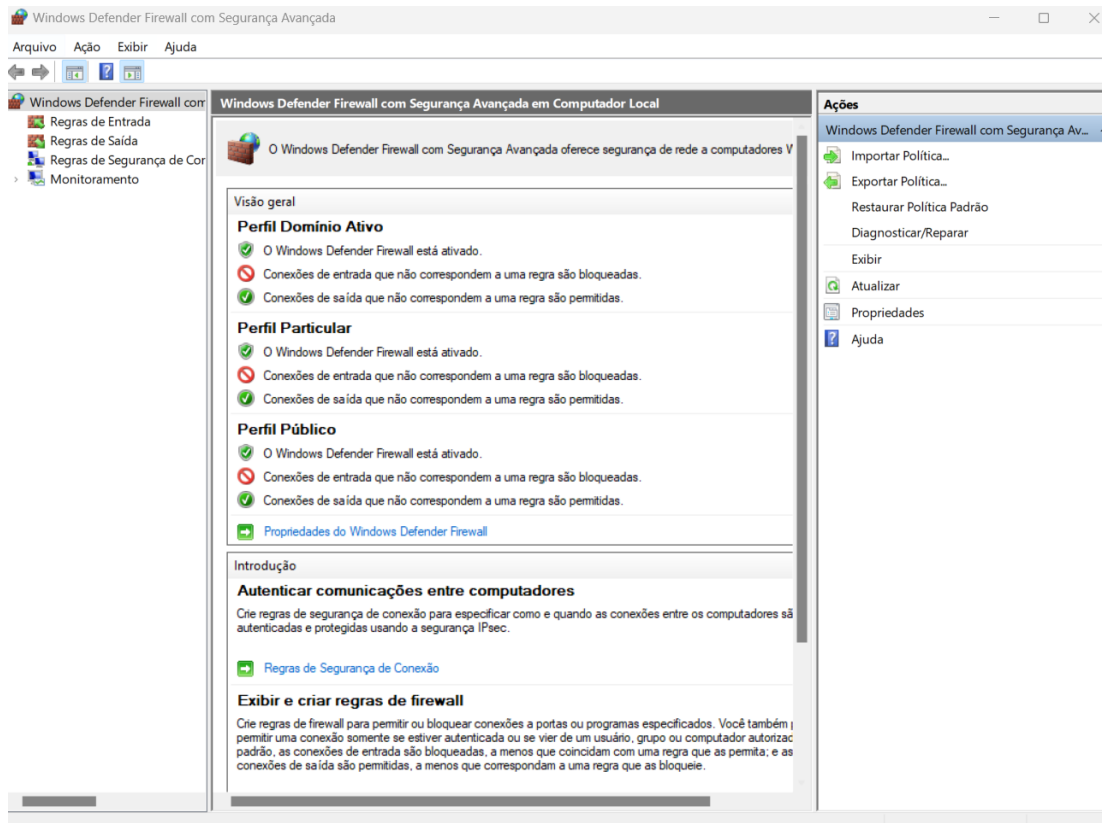 Windows Defender Firewall com Segurança Avançada
Arquivo Ação Exibir Ajuda
Windows Defender Firewall com
Regras de Entrada
Regras de Saída
Regras de Segurança de Cor
Monitoramento
Windows Defender Firewall com Segurança Avançada em Computador Local
O Windows Defender Firewall com Segurança Avançada oferece segurança de rede a computadores W
Visão geral
Perfil Domínio Ativo
O Windows Defender Firewall está ativado.
Conexões de entrada que não correspondem a uma regra são bloqueadas.
Conexões de saída que não correspondem a uma regra são permitidas.
Perfil Particular
O Windows Defender Firewall está ativado.
Conexões de entrada que não correspondem a uma regra são bloqueadas.
Conexões de saída que não correspondem a uma regra são permitidas.
Perfil Público
O Windows Defender Firewall está ativado.
Conexões de entrada que não correspondem a uma regra são bloqueadas.
Conexões de saída que não correspondem a uma regra são permitidas.
Propriedades do Windows Defender Firewall
Introdução
Autenticar comunicações entre computadores
Crie regras de segurança de conexão para especificar como e quando as conexões entre os computadores sã
autenticadas e protegidas usando a segurança IPsec.
Regras de Segurança de Conexão
Exibir e criar regras de firewall
Crie regras de firewall para permitir ou bloquear conexões a portas ou programas especificados. Você também
permitir uma conexão somente se estiver autenticada ou se vier de um usuário, grupo ou computador autorizad
padrão, as conexões de entrada são bloqueadas, a menos que coincidam com uma regra que as permita; e as
conexões de saída são permitidas, a menos que correspondam a uma regra que as bloqueie.
Ações
Windows Defender Firewall com Segurança Av...
Importar Política...
Exportar Política...
Restaurar Política Padrão
Diagnosticar/Reparar
Exibir
Atualizar
Propriedades
Ajuda